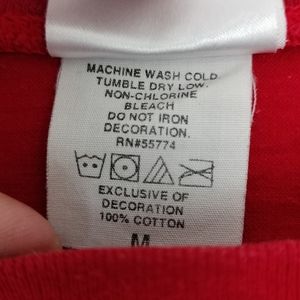 MACHINE WASH COLD
TUMBLE DRY LOW.
NON-CHLORINE
BLEACH
DO NOT IRON
DECORATION.
RN#55774
EXCLUSIVE OF
DECORATION
100% COTTON
M